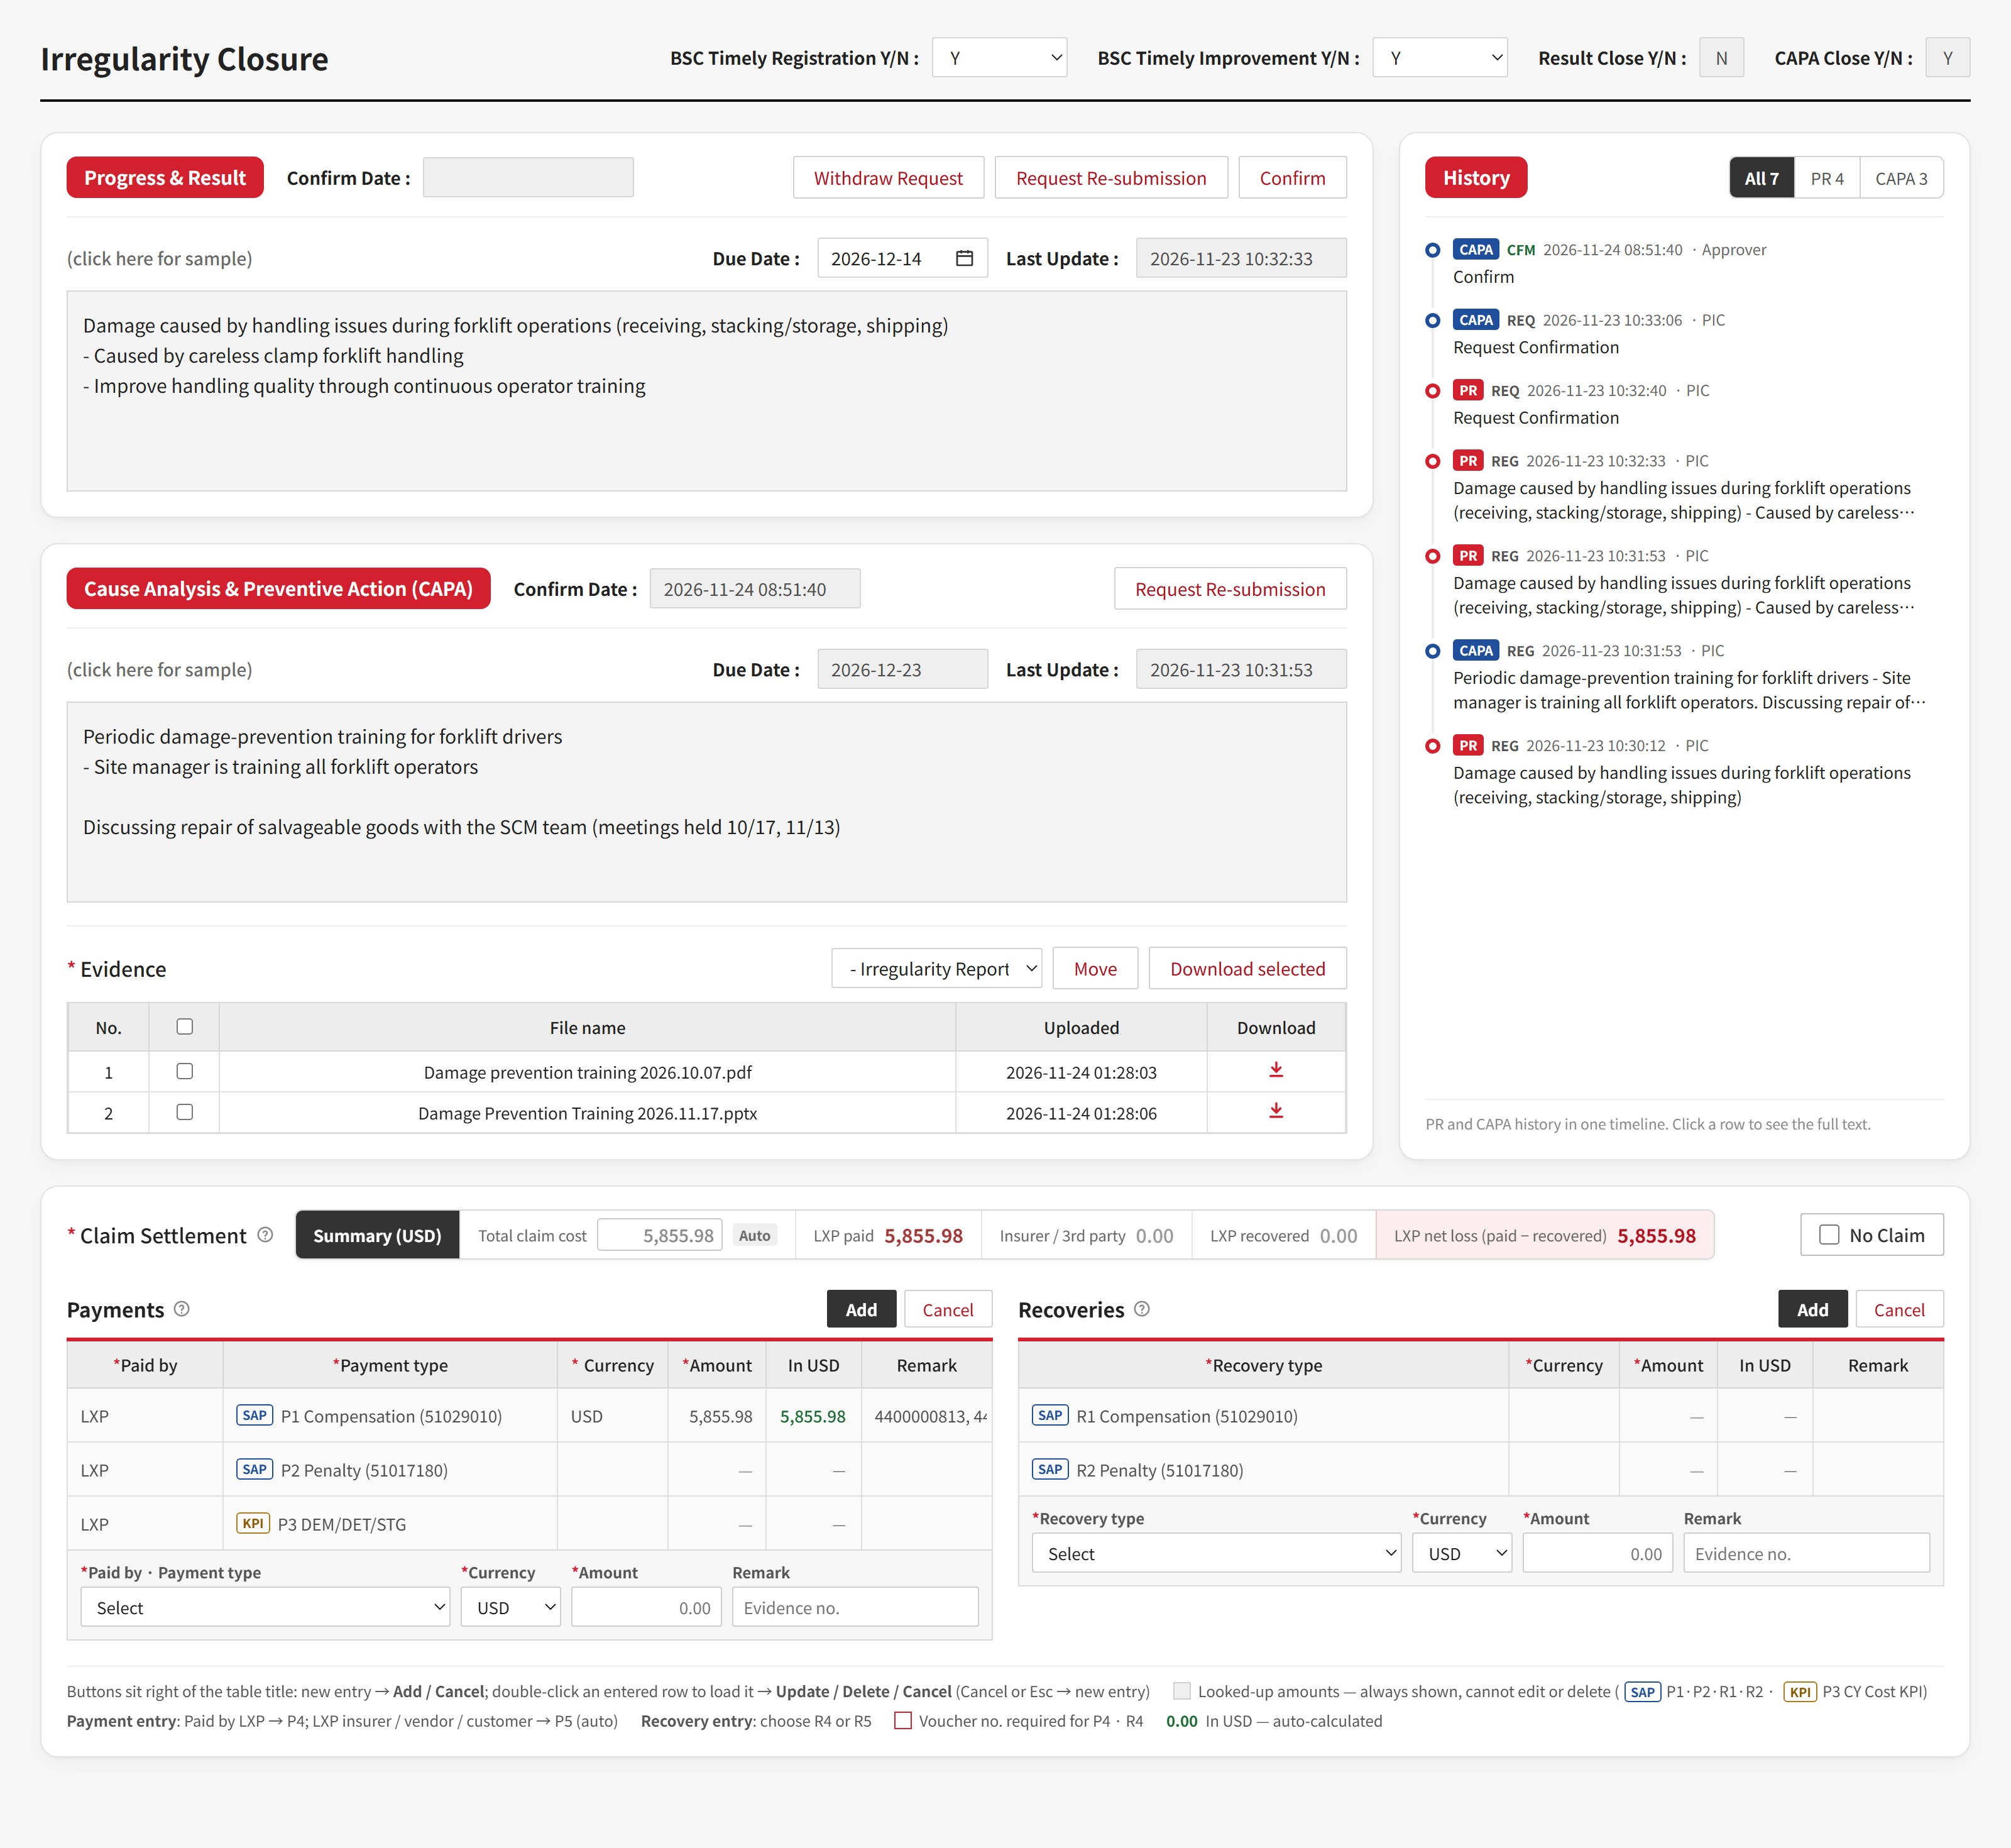 Irregularity Closure
BSC Timely Registration Y/N : Y BSC Timely Improvement Y/N : Y Result Close Y/N : N CAPA Close Y/N : Y
Progress & Result Confirm Date : Withdraw Request Request Re-submission Confirm
(click here for sample) Due Date : 2026-12-14 Last Update : 2026-11-23 10:32:33
Damage caused by handling issues during forklift operations (receiving, stacking/storage, shipping)
- Caused by careless clamp forklift handling
- Improve handling quality through continuous operator training
Cause Analysis & Preventive Action (CAPA) Confirm Date : 2026-11-24 08:51:40 Request Re-submission
(click here for sample) Due Date : 2026-12-23 Last Update : 2026-11-23 10:31:53
Periodic damage-prevention training for forklift drivers
- Site manager is training all forklift operators
Discussing repair of salvageable goods with the SCM team (meetings held 10/17, 11/13)
* Evidence - Irregularity Report Move Download selected
No. File name Uploaded Download
1 Damage prevention training 2026.10.07.pdf 2026-11-24 01:28:03
2 Damage Prevention Training 2026.11.17.pptx 2026-11-24 01:28:06
History All 7 PR 4 CAPA 3
CAPA CFM 2026-11-24 08:51:40 · Approver
Confirm
CAPA REQ 2026-11-23 10:33:06 · PIC
Request Confirmation
PR REQ 2026-11-23 10:32:40 · PIC
Request Confirmation
PR REG 2026-11-23 10:32:33 · PIC
Damage caused by handling issues during forklift operations
(receiving, stacking/storage, shipping) - Caused by careless…
PR REG 2026-11-23 10:31:53 · PIC
Damage caused by handling issues during forklift operations
(receiving, stacking/storage, shipping) - Caused by careless…
CAPA REG 2026-11-23 10:31:53 · PIC
Periodic damage-prevention training for forklift drivers - Site
manager is training all forklift operators. Discussing repair of…
PR REG 2026-11-23 10:30:12 · PIC
Damage caused by handling issues during forklift operations
(receiving, stacking/storage, shipping)
PR and CAPA history in one timeline. Click a row to see the full text.
* Claim Settlement ? Summary (USD) Total claim cost 5,855.98 Auto LXP paid 5,855.98 Insurer / 3rd party 0.00 LXP recovered 0.00 LXP net loss (paid − recovered) 5,855.98 No Claim
Payments ? Add Cancel
*Paid by *Payment type * Currency *Amount In USD Remark
LXP SAP P1 Compensation (51029010) USD 5,855.98 5,855.98 4400000813, 44
LXP SAP P2 Penalty (51017180) — —
LXP KPI P3 DEM/DET/STG — —
*Paid by · Payment type *Currency *Amount Remark
Select USD 0.00 Evidence no.
Recoveries ? Add Cancel
*Recovery type *Currency *Amount In USD Remark
SAP R1 Compensation (51029010) — —
SAP R2 Penalty (51017180) — —
*Recovery type *Currency *Amount Remark
Select USD 0.00 Evidence no.
Buttons sit right of the table title: new entry → Add / Cancel; double-click an entered row to load it → Update / Delete / Cancel (Cancel or Esc → new entry) Looked-up amounts — always shown, cannot edit or delete ( SAP P1·P2·R1·R2 · KPI P3 CY Cost KPI)
Payment entry: Paid by LXP → P4; LXP insurer / vendor / customer → P5 (auto) Recovery entry: choose R4 or R5 Voucher no. required for P4 · R4 0.00 In USD — auto-calculated